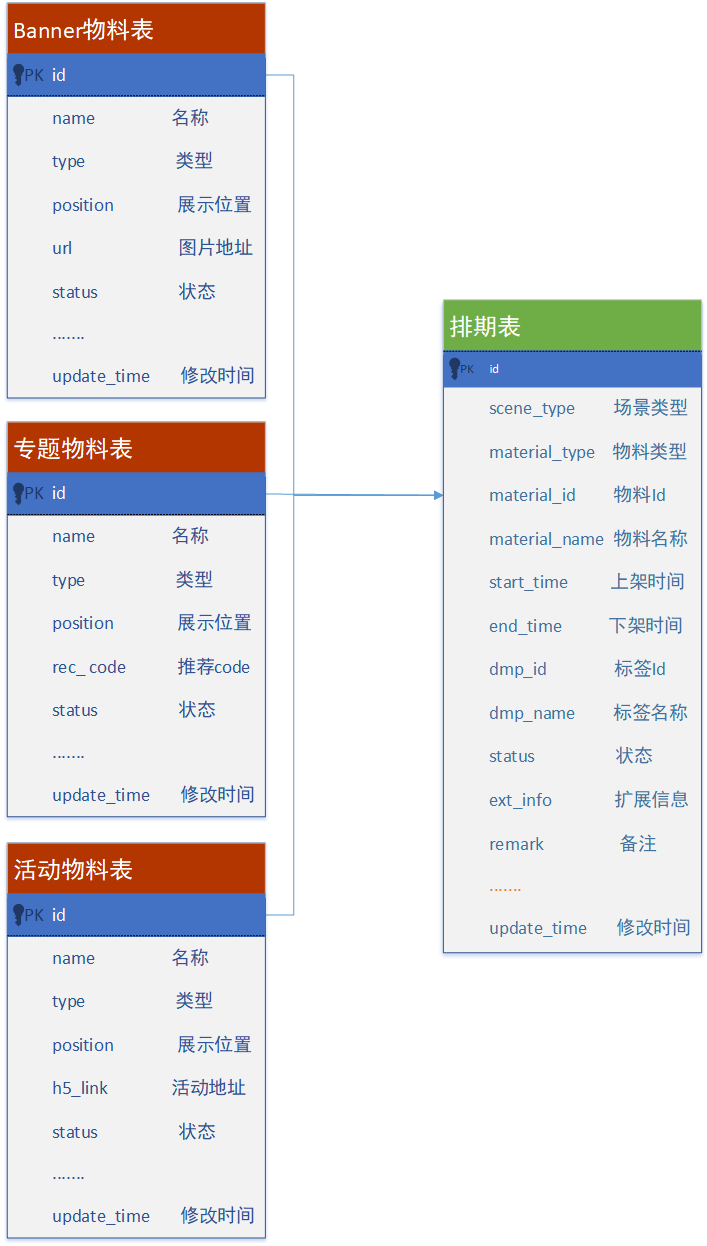 Banner物料表
PK id
name 名称
type 类型
position 展示位置
url 图片地址
status 状态
.......
update_time 修改时间
专题物料表
PK id
name 名称
type 类型
position 展示位置
rec_ code 推荐code
status 状态
.......
update_time 修改时间
活动物料表
PK id
name 名称
type 类型
position 展示位置
h5_link 活动地址
status 状态
.......
update_time 修改时间
排期表
PK id
scene_type 场景类型
material_type 物料类型
material_id 物料Id
material_name 物料名称
start_time 上架时间
end_time 下架时间
dmp_id 标签Id
dmp_name 标签名称
status 状态
ext_info 扩展信息
remark 备注
.......
update_time 修改时间